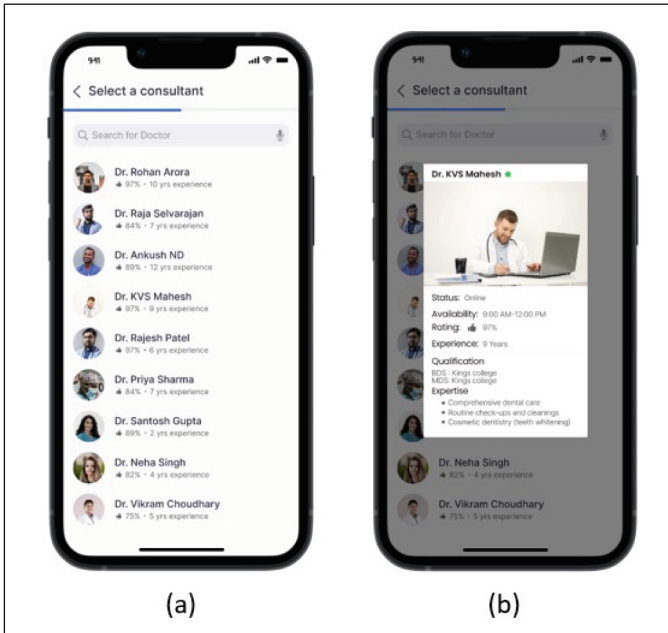 9:41
Select a consultant
Search for Doctor
Dr. Rohan Arora
97% • 10 yrs experience
Dr. Raja Selvarajan
84% • 7 yrs experience
Dr. Ankush ND
89% • 12 yrs experience
Dr. KVS Mahesh
97% • 9 yrs experience
Dr. Rajesh Patel
97% • 6 yrs experience
Dr. Priya Sharma
84% • 7 yrs experience
Dr. Santosh Gupta
89% • 2 yrs experience
Dr. Neha Singh
82% • 4 yrs experience
Dr. Vikram Choudhary
75% • 5 yrs experience
(a)
9:41
Select a consultant
Search for Doctor
Dr. KVS Mahesh
Status: Online
Availability: 9:00 AM-12:00 PM
Rating: 97%
Experience: 9 Years
Qualification
BDS : Kings college
MDS: Kings college
Expertise
• Comprehensive dental care
• Routine check-ups and cleanings
• Cosmetic dentistry (teeth whitening)
Dr. Neha Singh
82% • 4 yrs experience
Dr. Vikram Choudhary
75% • 5 yrs experience
(b)